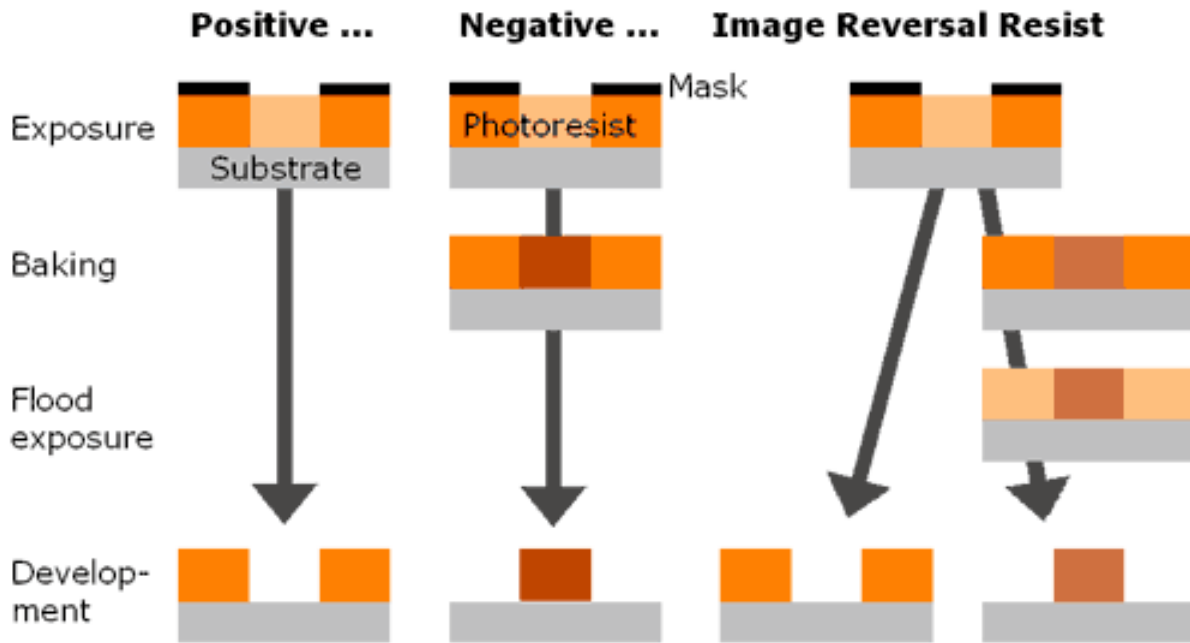 Positive ...
Negative ...
Image Reversal Resist
Mask
Exposure
Photoresist
Substrate
Baking
Flood
exposure
Develop-
ment